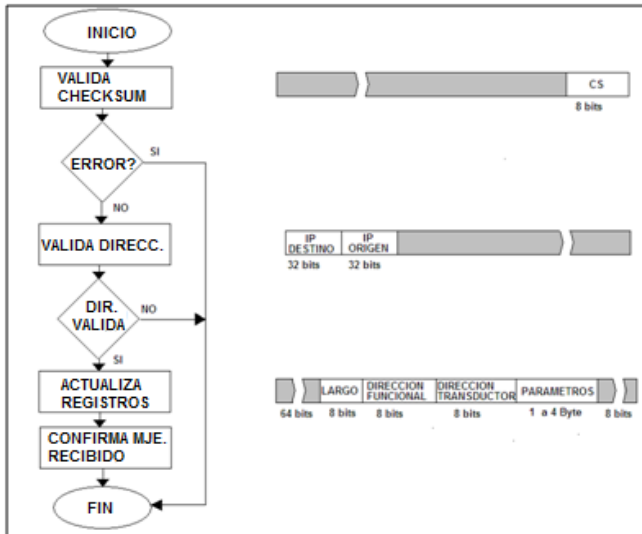 INICIO
VALIDA
CHECKSUM
CS
8 bits
ERROR?
SI
NO
VALIDA DIRECC.
IP
DESTINO
IP
ORIGEN
32 bits
32 bits
DIR.
VALIDA
NO
SI
ACTUALIZA
REGISTROS
LARGO
DIRECCION
FUNCIONAL
DIRECCION
TRANSDUCTOR
PARAMETROS
64 bits
8 bits
8 bits
8 bits
1 a 4 Byte
8 bits
CONFIRMA MJE.
RECIBIDO
FIN